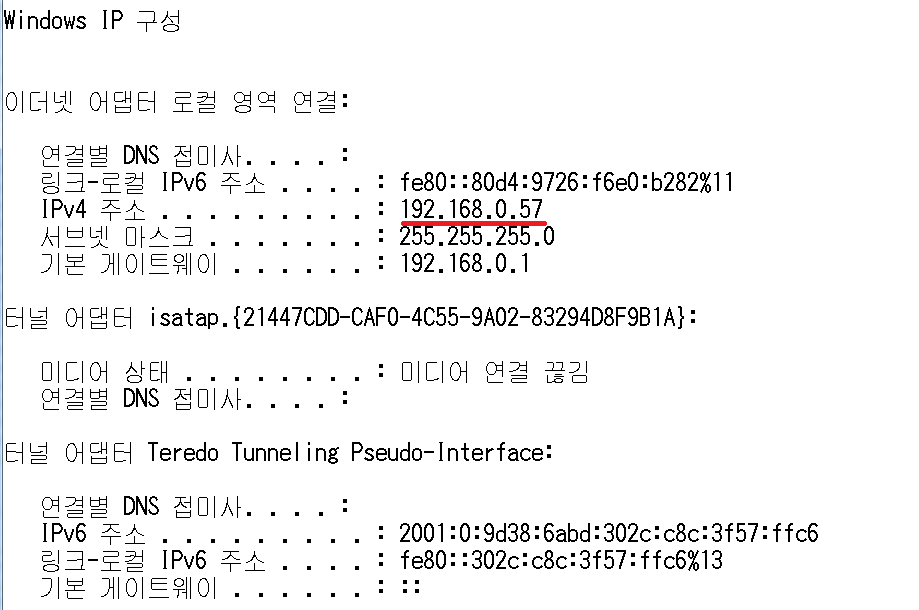 Windows IP 구성
이더넷 어댑터 로컬 영역 연결:
연결별 DNS 접미사. . . . :
링크-로컬 IPv6 주소 . . . . : fe80::80d4:9726:f6e0:b282%11
IPv4 주소 . . . . . . . . . : 192.168.0.57
서브넷 마스크 . . . . . . . : 255.255.255.0
기본 게이트웨이 . . . . . . : 192.168.0.1
터널 어댑터 isatap.{21447CDD-CAF0-4C55-9A02-83294D8F9B1A}:
미디어 상태 . . . . . . . . : 미디어 연결 끊김
연결별 DNS 접미사. . . . :
터널 어댑터 Teredo Tunneling Pseudo-Interface:
연결별 DNS 접미사. . . . :
IPv6 주소 . . . . . . . . . : 2001:0:9d38:6abd:302c:c8c:3f57:ffc6
링크-로컬 IPv6 주소 . . . . : fe80::302c:c8c:3f57:ffc6%13
기본 게이트웨이 . . . . . . : ::